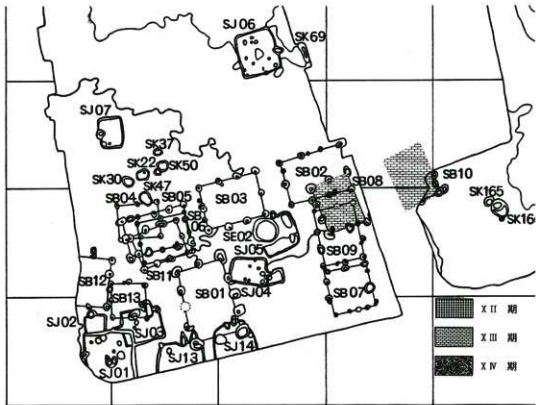 SJ06
SK69
SJ07
SK37
SK22
SK50
SK30
SK47
SB04
SB05
SB03
SB02
SB08
SB10
SK165
SE02
SJ05
SB09
SB11
SB12
SB13
SB01
SJ04
SB07
SJ02
SJ03
SJ01
SJ13
SJ14
XII 期
XIII 期
XIV 期